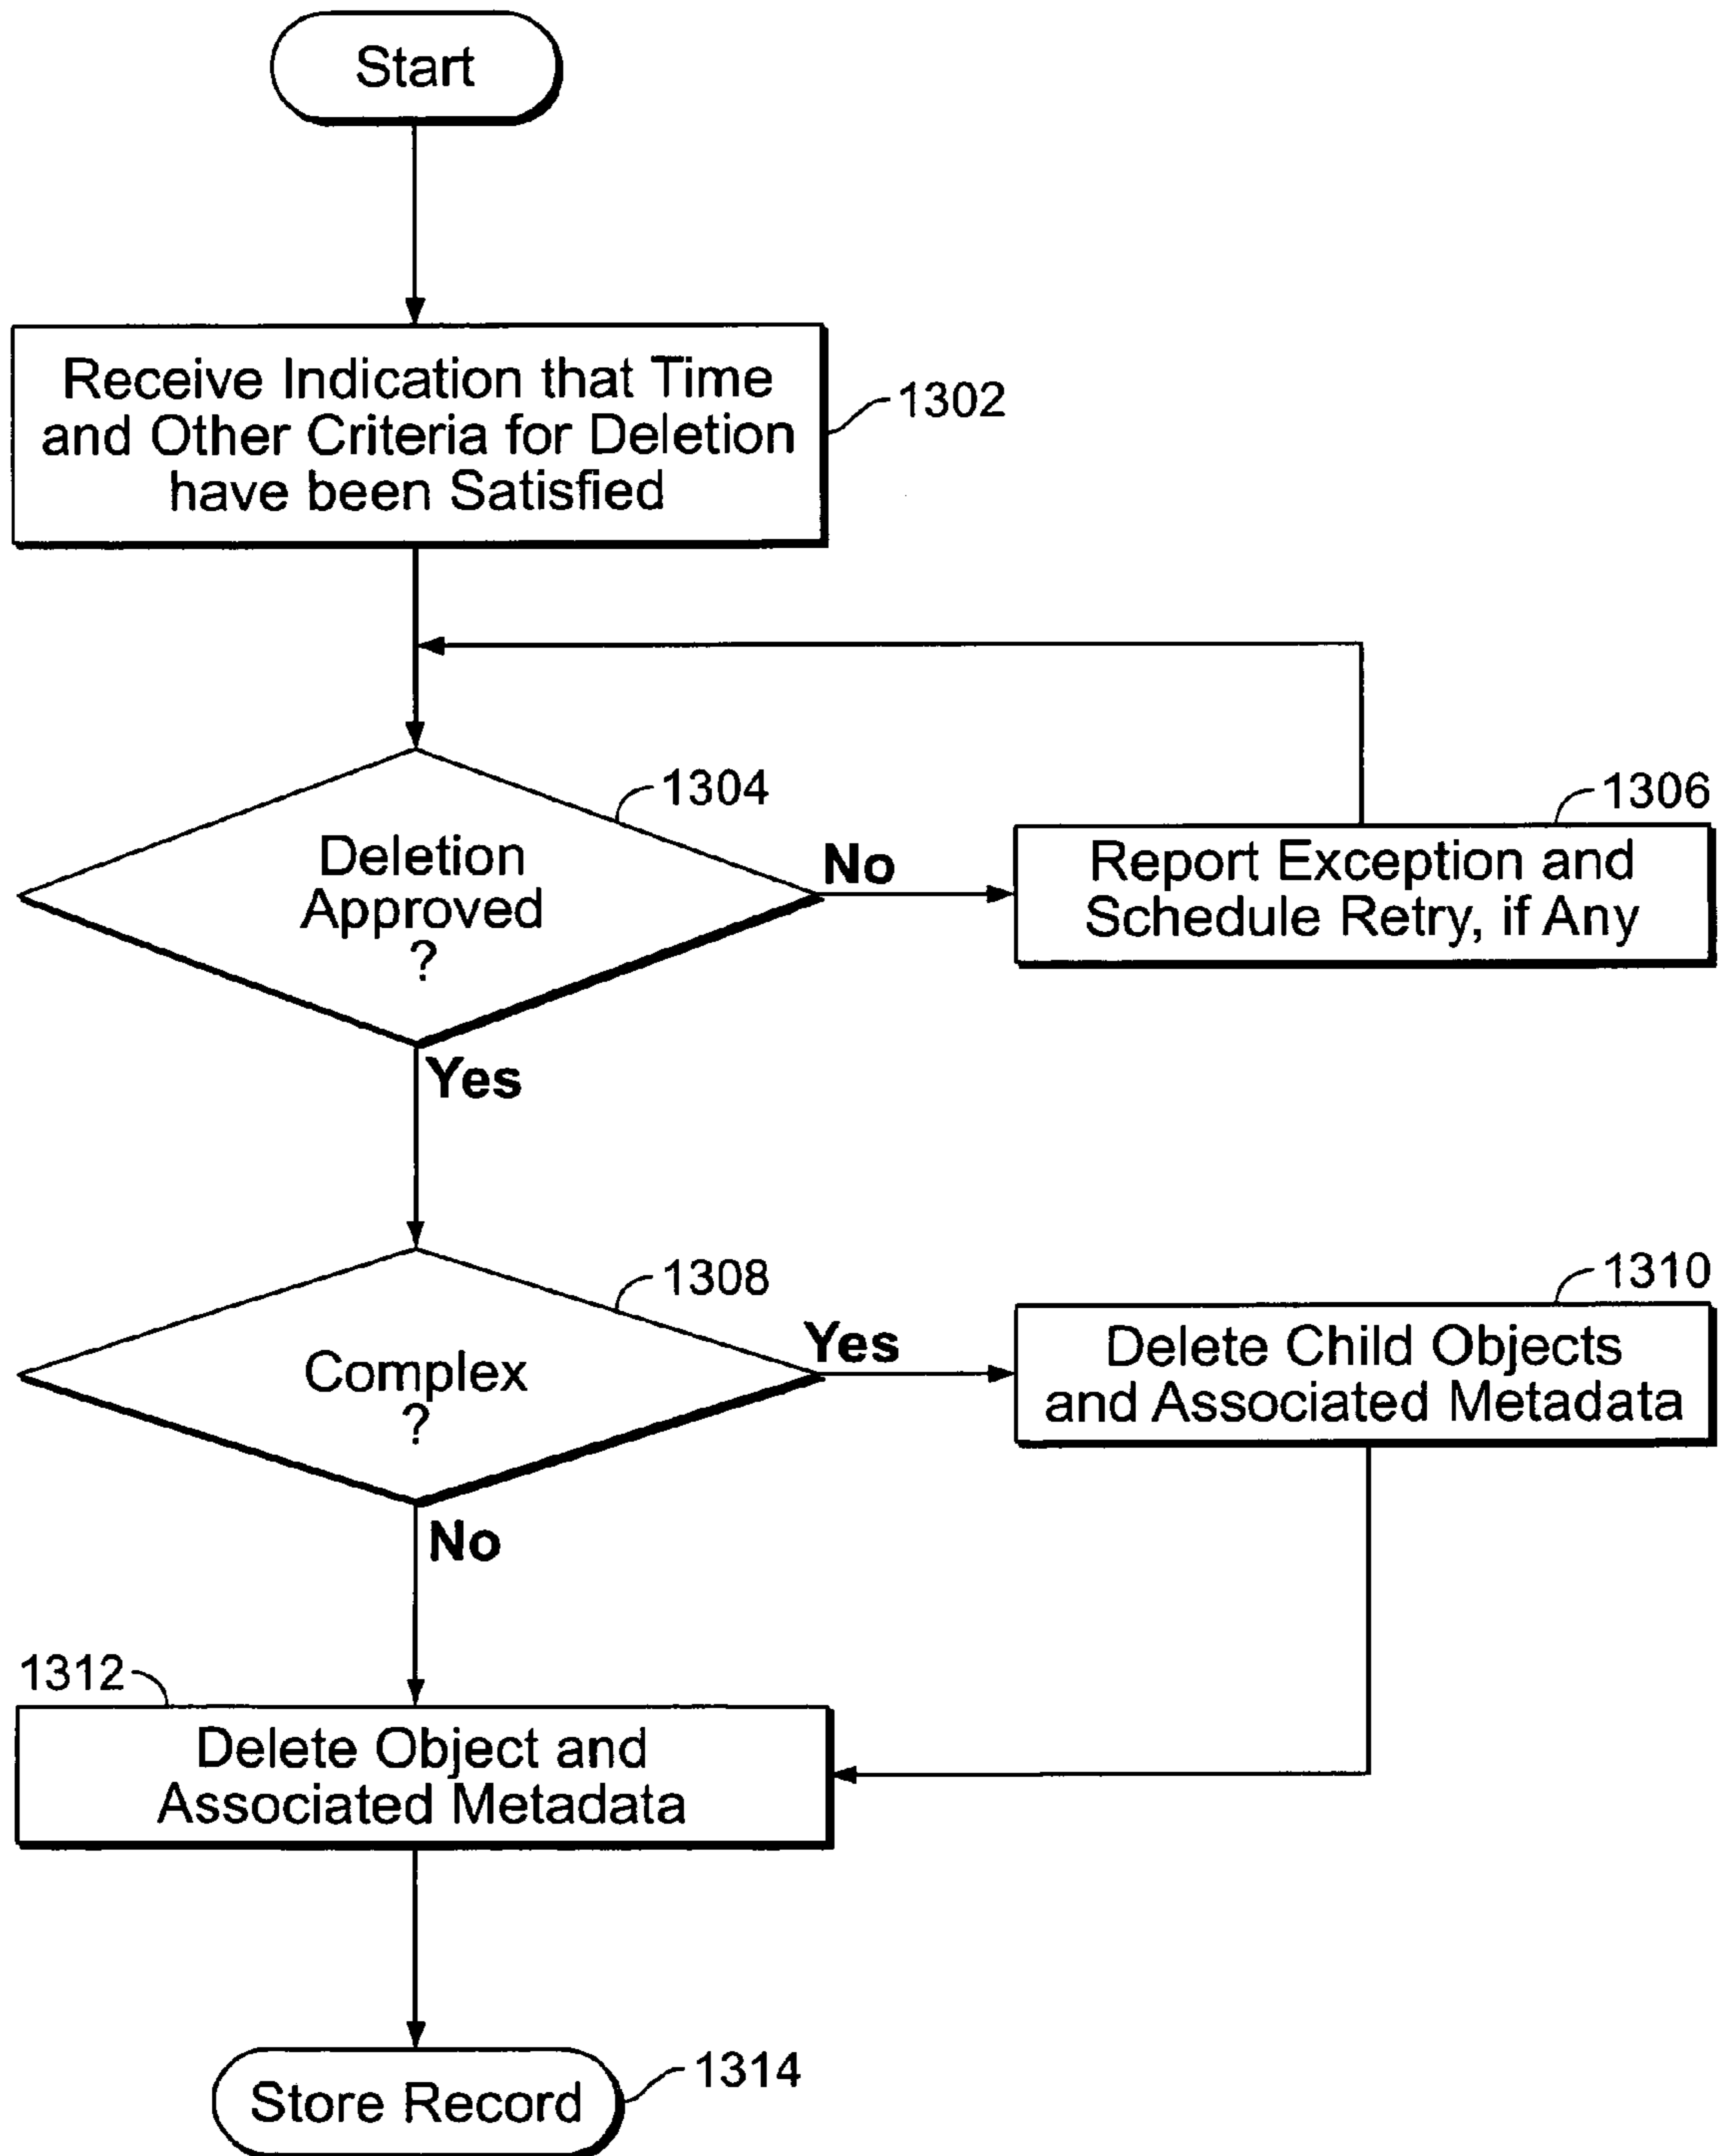 Start
Receive Indication that Time
and Other Criteria for Deletion
have been Satisfied
1302
1304
Deletion
Approved
?
No
1306
Report Exception and
Schedule Retry, if Any
Yes
1308
Complex
?
Yes
1310
Delete Child Objects
and Associated Metadata
No
1312
Delete Object and
Associated Metadata
Store Record
1314